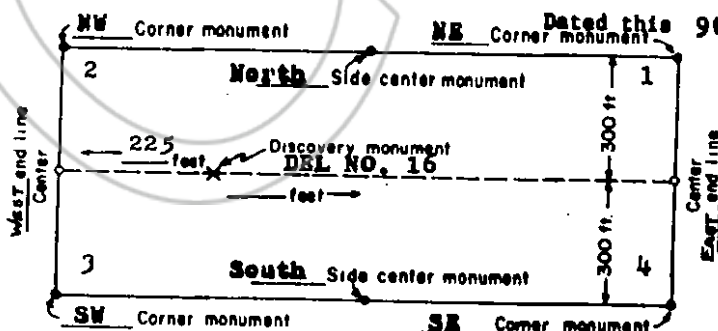 NW Corner monument NE Corner monument Dated this
2 North Side center monument 1
300 ft
225 feet Discovery monument
DEL NO. 16
feet
WEST end line
Center
Center
EAST end line
300 ft.
3 South Side center monument 4
SW Corner monument SE Corner monument